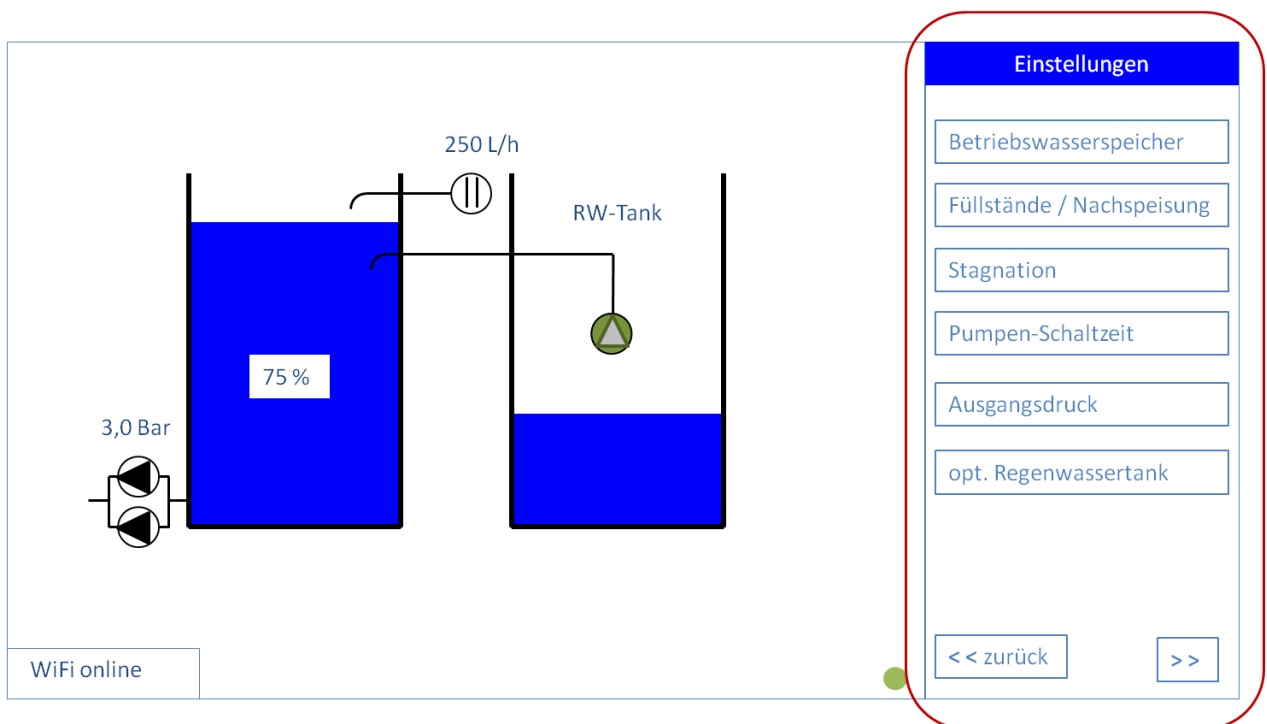 Einstellungen
250 L/h
Betriebswasserspeicher
RW-Tank
Füllstände / Nachspeisung
Stagnation
Pumpen-Schaltzeit
75 %
Ausgangsdruck
3,0 Bar
opt. Regenwassertank
WiFi online
<< zurück
>>